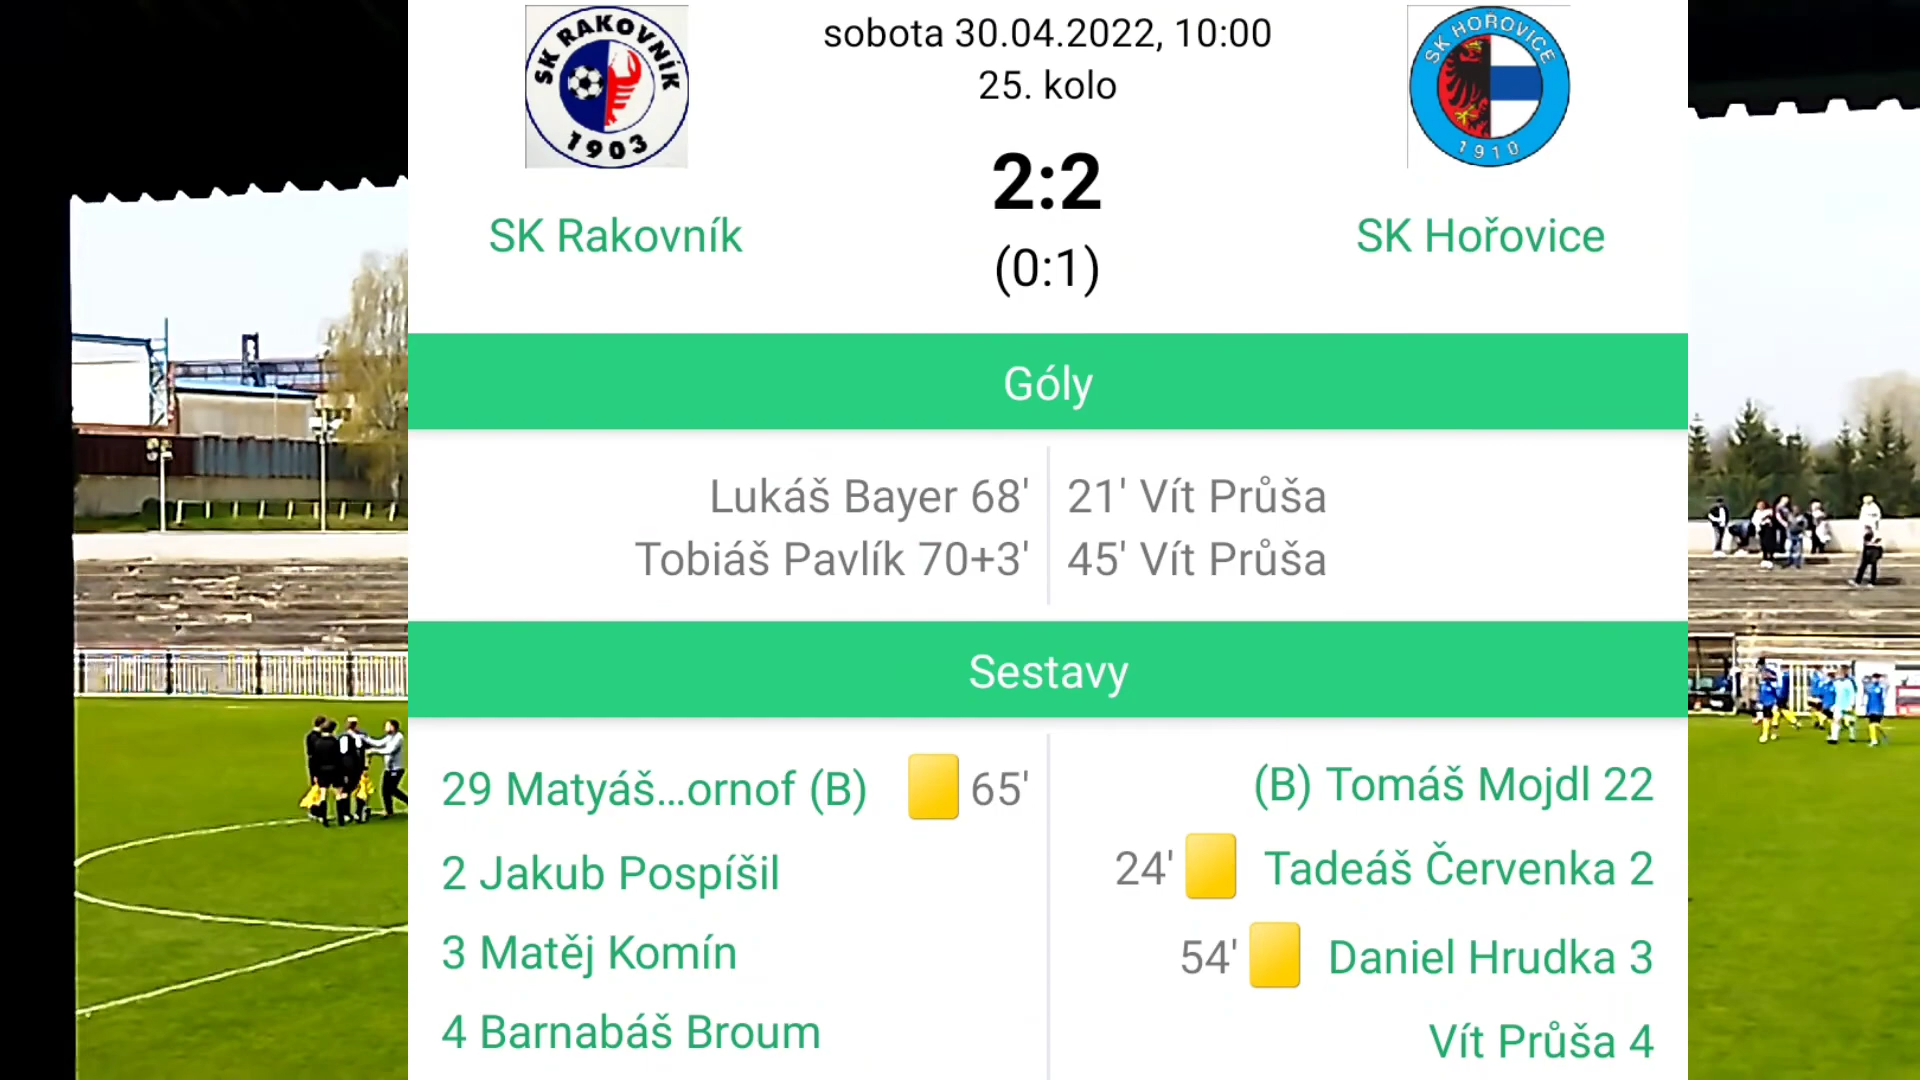 SK RAKOVNÍK
1903
sobota 30.04.2022, 10:00
25. kolo
2:2
(0:1)
SK HOŘOVICE
1910
SK Rakovník
SK Hořovice
Góly
Lukáš Bayer 68'
21' Vít Průša
Tobiáš Pavlík 70+3'
45' Vít Průša
Sestavy
29 Matyáš...ornof (B) 65'
(B) Tomáš Mojdl 22
2 Jakub Pospíšil
24' Tadeáš Červenka 2
3 Matěj Komín
54' Daniel Hrudka 3
4 Barnabáš Broum
Vít Průša 4